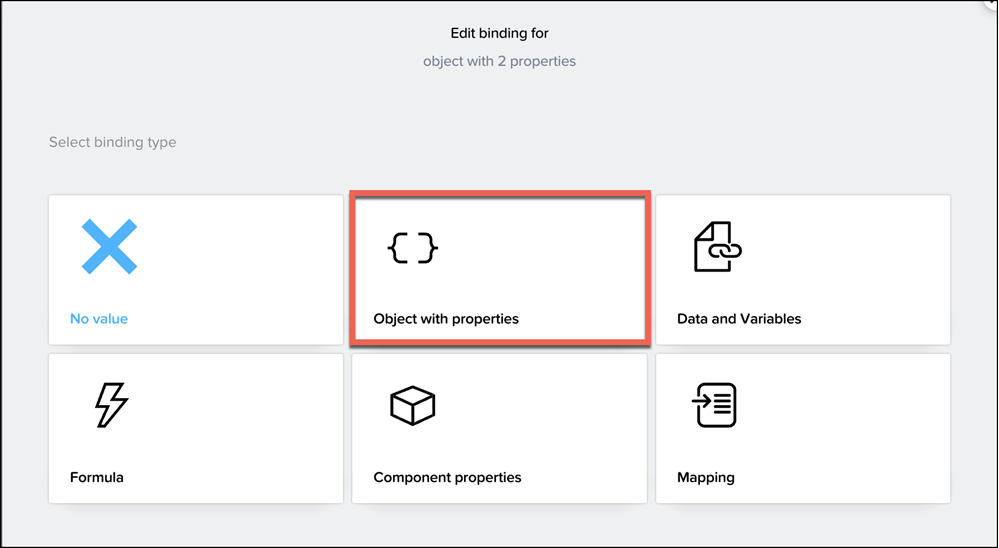 Edit binding for
object with 2 properties
Select binding type
No value
Object with properties
Data and Variables
Formula
Component properties
Mapping